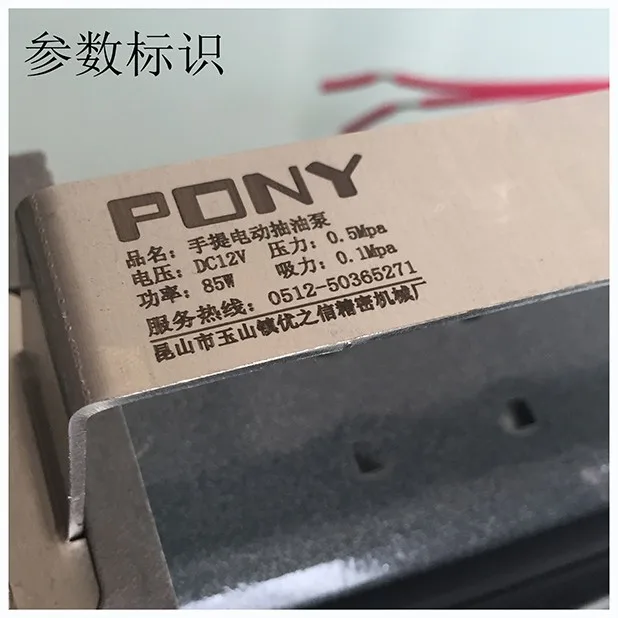 参数标识
PONY
品名：手提电动抽油泵
电压：DC12V 压力：0.5Mpa
功率：85W 吸力：0.1Mpa
服务热线：0512-50365271
昆山市玉山镇优之信精密机械厂